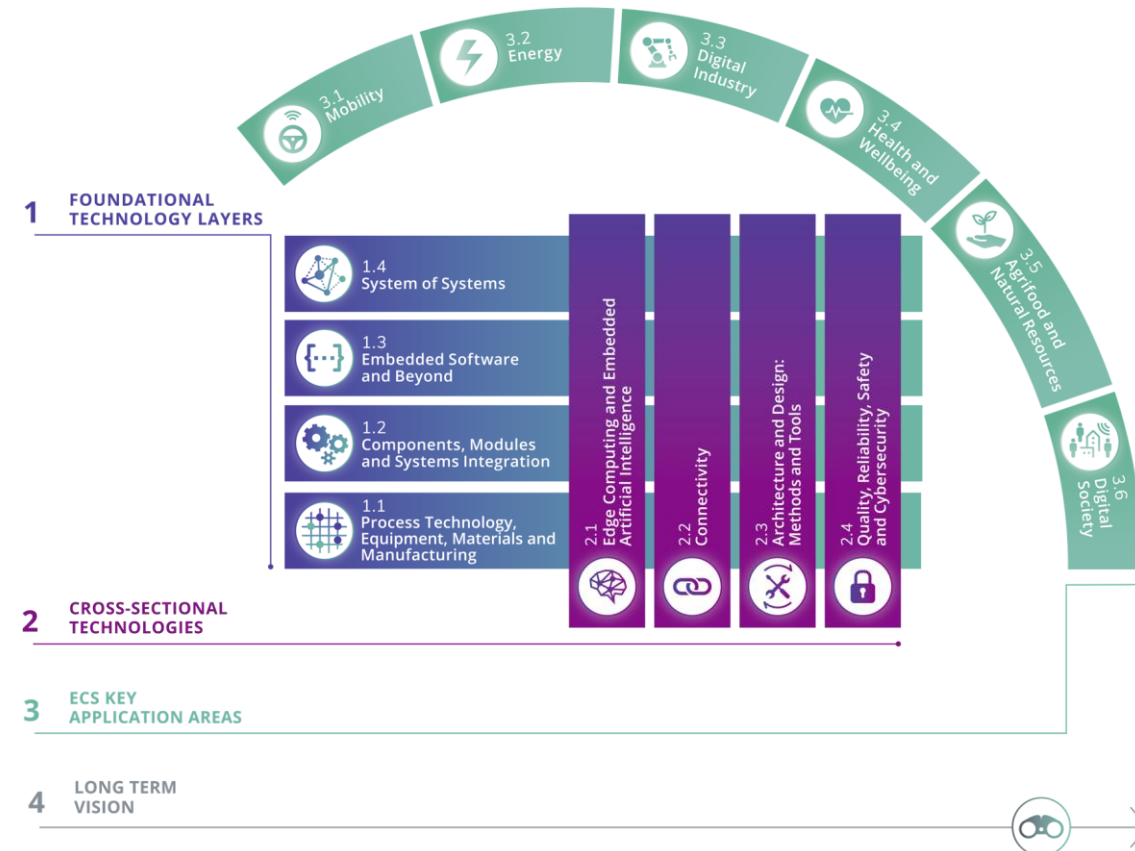 3.1
Mobility
3.2
Energy
3.3
Digital
Industry
3.4
Health and
Wellbeing
3.5
Agrifood and
Natural Resources
3.6
Digital
Society
1
FOUNDATIONAL
TECHNOLOGY LAYERS
1.4
System of Systems
1.3
Embedded Software
and Beyond
1.2
Components, Modules
and Systems Integration
1.1
Process Technology,
Equipment, Materials and
Manufacturing
2.1
Edge Computing and Embedded
Artificial Intelligence
2.2
Connectivity
2.3
Architecture and Design:
Methods and Tools
2.4
Quality, Reliability, Safety
and Cybersecurity
2
CROSS-SECTIONAL
TECHNOLOGIES
3
ECS KEY
APPLICATION AREAS
4
LONG TERM
VISION